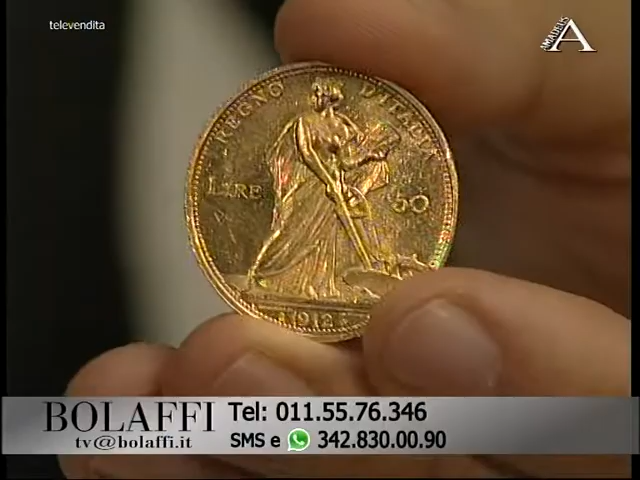 televendita
AMADEUS
A
REGNO D'ITALIA
LIRE 50
1912
BOLAFFI
tv@bolaffi.it
Tel: 011.55.76.346
SMS e 342.830.00.90